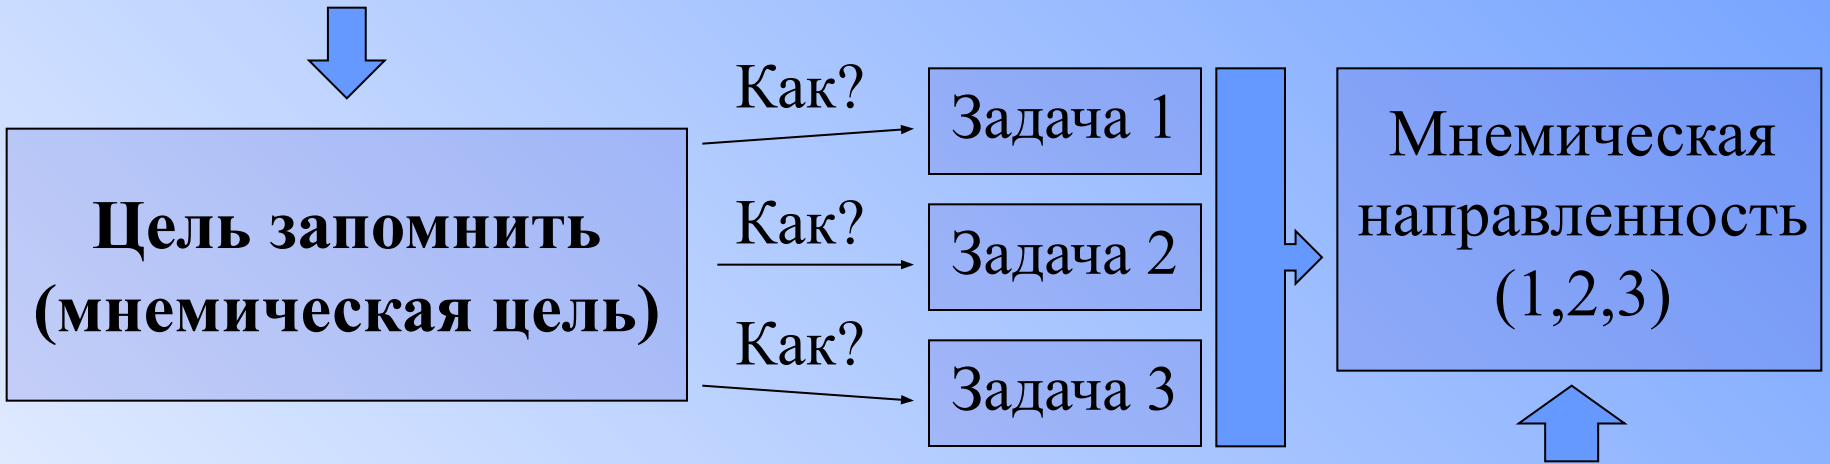 Цель запомнить
(мнемическая цель)
Как?
Задача 1
Как?
Задача 2
Как?
Задача 3
Мнемическая
направленность
(1,2,3)